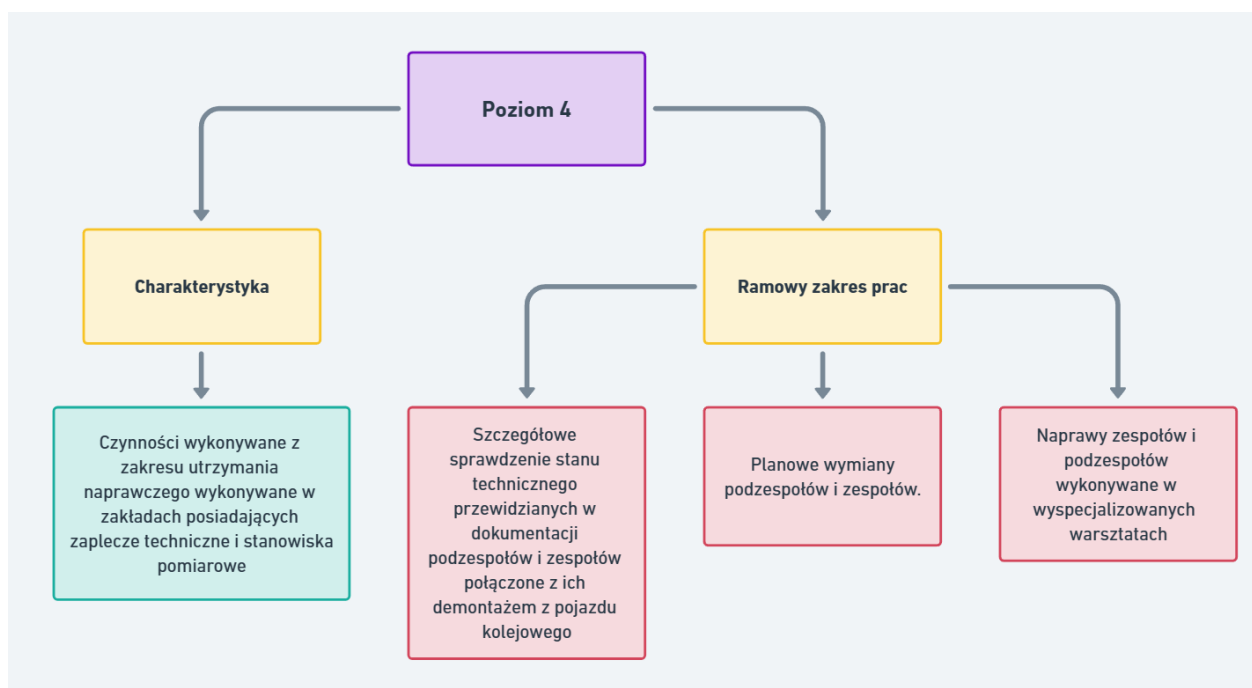 Poziom 4
Charakterystyka
Ramowy zakres prac
Czynności wykonywane z
zakresu utrzymania
naprawczego wykonywane w
zakładach posiadających
zaplecze techniczne i stanowiska
pomiarowe
Szczegółowe
sprawdzenie stanu
technicznego
przewidzianych w
dokumentacji
podzespołów i zespołów
połączone z ich
demontażem z pojazdu
kolejowego
Planowe wymiany
podzespołów i zespołów.
Naprawy zespołów i
podzespołów
wykonywane w
wyspecjalizowanych
warsztatach